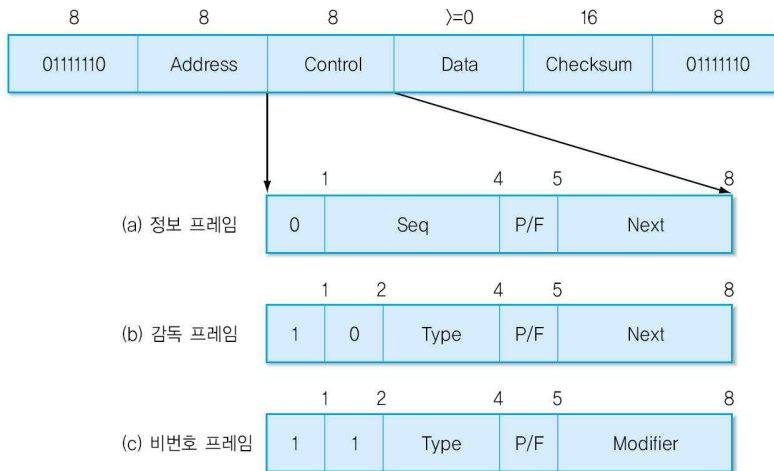 8 8 8 >=0 16 8
01111110 Address Control Data Checksum 01111110
1 4 5 8
(a) 정보 프레임 0 Seq P/F Next
1 2 4 5 8
(b) 감독 프레임 1 0 Type P/F Next
1 2 4 5 8
(c) 비번호 프레임 1 1 Type P/F Modifier